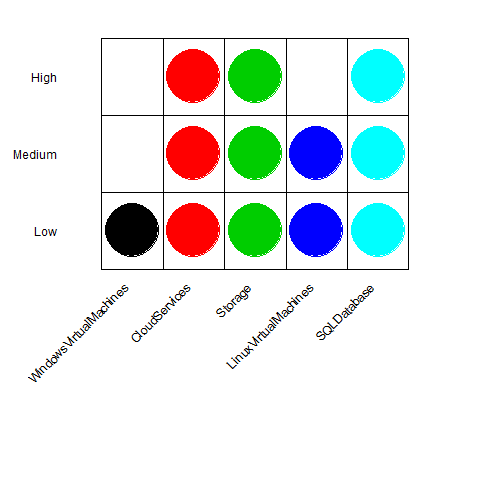 High
Medium
Low
WindowsVirtualMachines
CloudServices
Storage
LinuxVirtualMachines
SQLDatabase